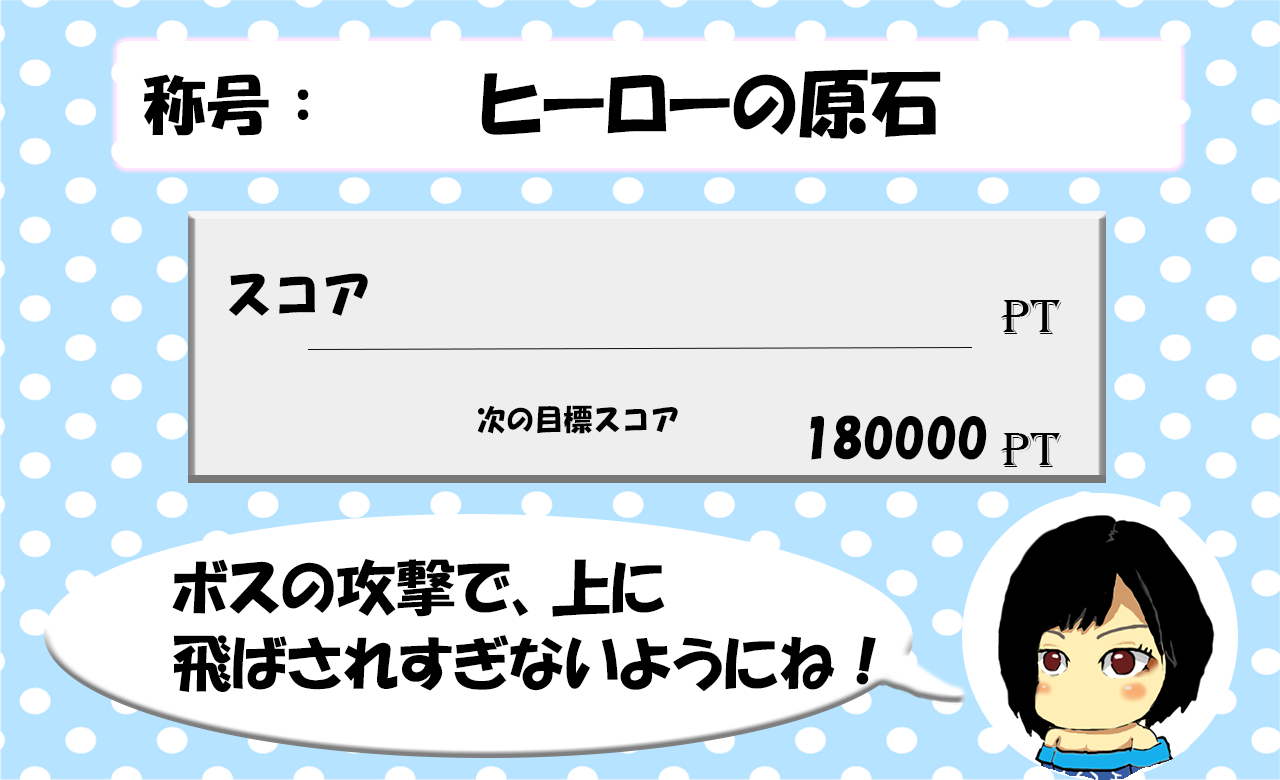 称号： ヒーローの原石
スコア PT
次の目標スコア 180000 PT
ボスの攻撃で、上に
飛ばされすぎないようにね！